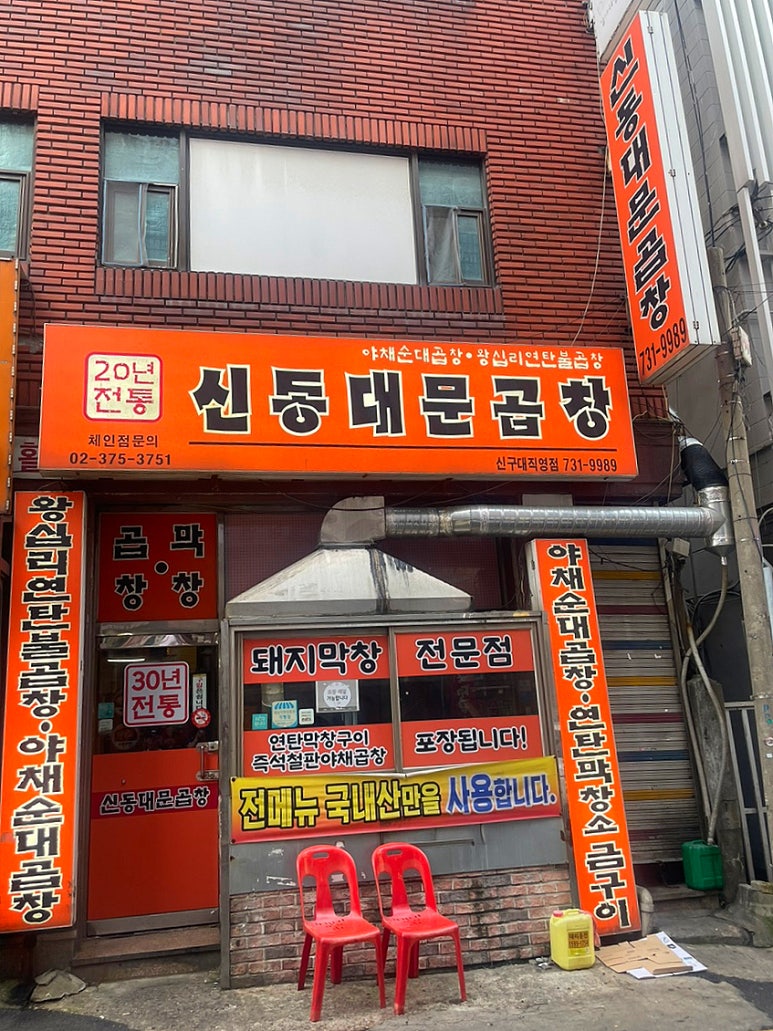 신동대문곱창
731-9989
야채순대곱창•왕십리연탄불곱창
20년
전통
신동대문곱창
체인점문의
02-375-3751
신구대직영점 731-9989
왕십리연탄불곱창•야채순대곱창
곱창•막창
30년
전통
신동대문곱창
돼지막창 전문점
연탄막창구이
즉석철판야채곱창
포장됩니다!
전메뉴 국내산만을 사용합니다.
야채순대곱창•연탄막창소금구이